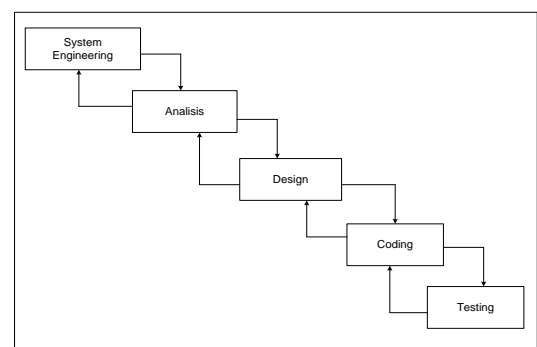 System
Engineering
Analisis
Design
Coding
Testing